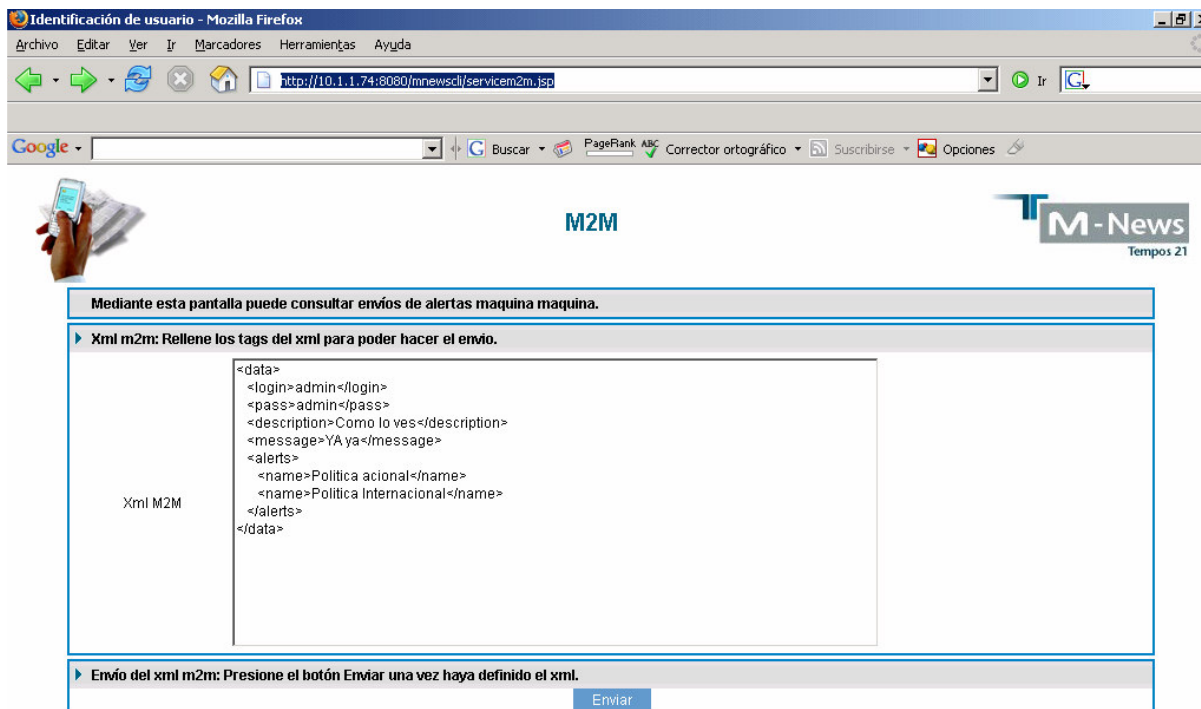 Identificación de usuario - Mozilla Firefox
Archivo Editar Ver Ir Marcadores Herramientas Ayuda
http://10.1.1.74:8080/mnewscli/servicem2m.jsp Ir G
Google G Buscar PageRank ABC Corrector ortográfico Suscribirse Opciones
M2M
M-News
Tempos 21
Mediante esta pantalla puede consultar envíos de alertas maquina maquina.
Xml m2m: Rellene los tags del xml para poder hacer el envio.
Xml M2M
<data>
<login>admin</login>
<pass>admin</pass>
<description>Como lo ves</description>
<message>YA ya</message>
<alerts>
<name>Politica acional</name>
<name>Politica Internacional</name>
</alerts>
</data>
Envío del xml m2m: Presione el botón Enviar una vez haya definido el xml.
Enviar